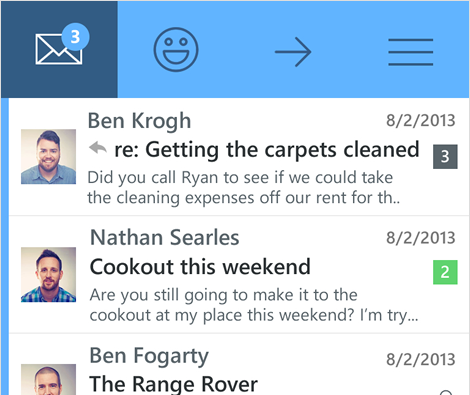 3
Ben Krogh 8/2/2013
re: Getting the carpets cleaned 3
Did you call Ryan to see if we could take
the cleaning expenses off our rent for th..
Nathan Searles 8/2/2013
Cookout this weekend 2
Are you still going to make it to the
cookout at my place this weekend? I'm try...
Ben Fogarty 8/2/2013
The Range Rover